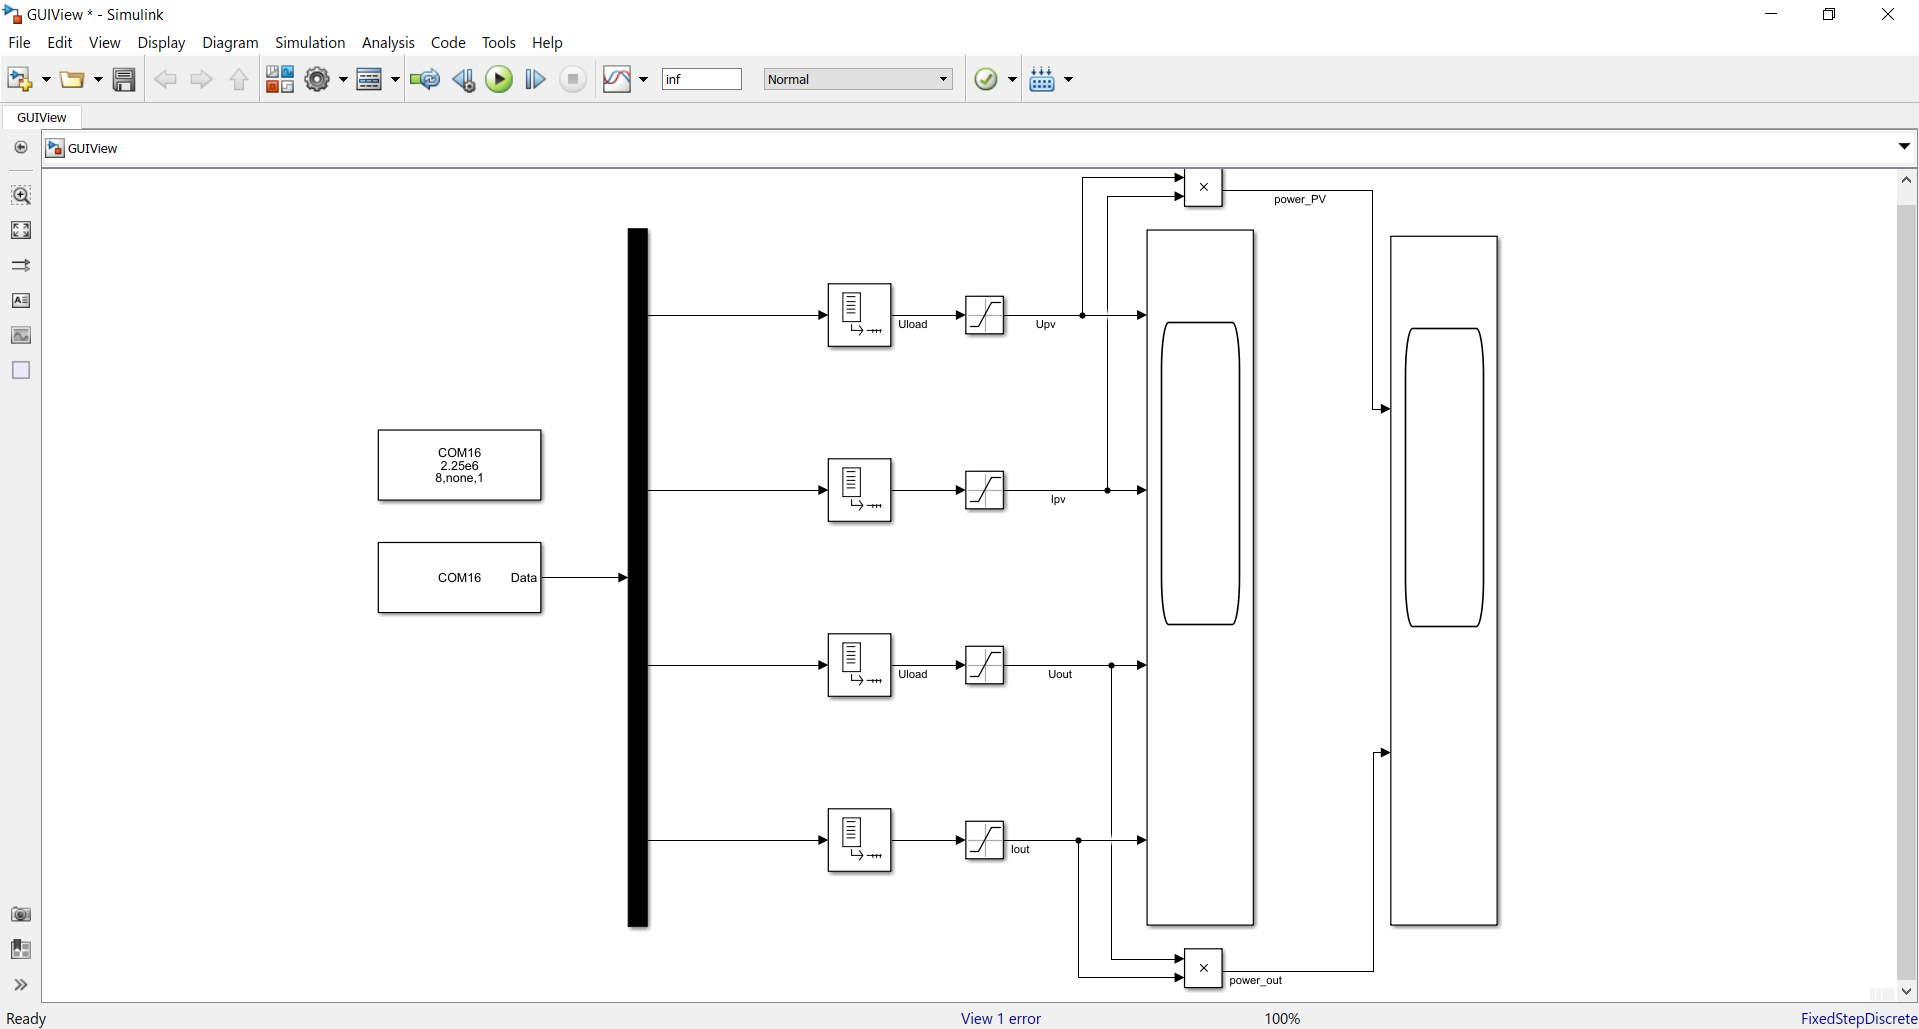 GUIView * - Simulink
File Edit View Display Diagram Simulation Analysis Code Tools Help
inf
Normal
GUIView
GUIView
power_PV
Uload
Upv
COM16
2.25e6
8,none,1
Ipv
COM16 Data
Uload
Uout
Iout
power_out
Ready
View 1 error
100%
FixedStepDiscrete